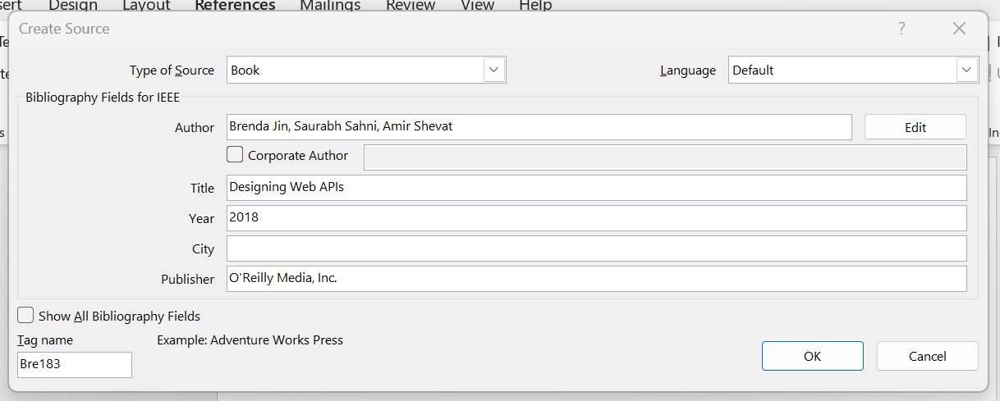 Design Layout References Mailings Review View Help
Create Source ?
Type of Source Book Language Default
Bibliography Fields for IEEE
Author Brenda Jin, Saurabh Sahni, Amir Shevat Edit
Corporate Author
Title Designing Web APIs
Year 2018
City
Publisher O'Reilly Media, Inc.
Show All Bibliography Fields
Tag name Example: Adventure Works Press
Bre183
OK Cancel